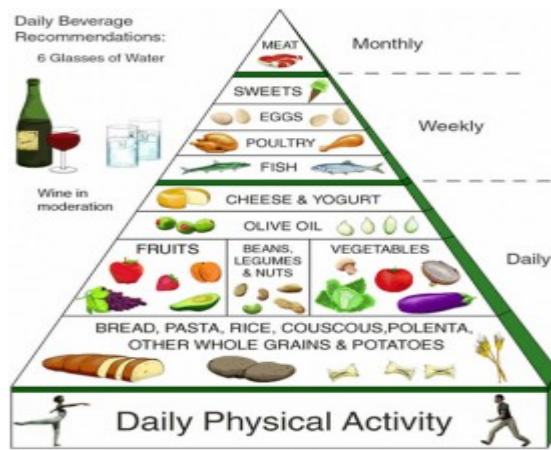 Daily Beverage
Recommendations:
6 Glasses of Water
Wine in
moderation
MEAT
Monthly
SWEETS
EGGS
POULTRY
FISH
Weekly
CHEESE & YOGURT
OLIVE OIL
FRUITS
BEANS,
LEGUMES
& NUTS
VEGETABLES
Daily
BREAD, PASTA, RICE, COUSCOUS,POLENTA,
OTHER WHOLE GRAINS & POTATOES
Daily Physical Activity